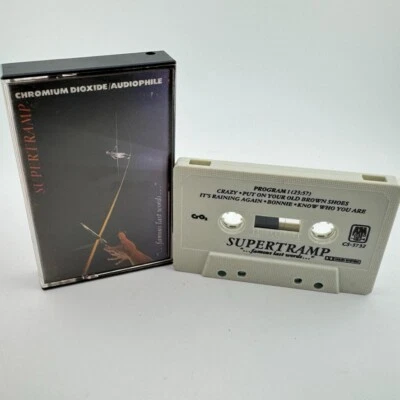 CHROMIUM DIOXIDE/AUDIOPHILE
SUPERTRAMP
"...famous last words..."
PROGRAM I (25:57)
CRAZY • PUT ON YOUR OLD BROWN SHOES
IT'S RAINING AGAIN • BONNIE • KNOW WHO YOU ARE
CrO₂
A&M
SUPERTRAMP
"...famous last words..."